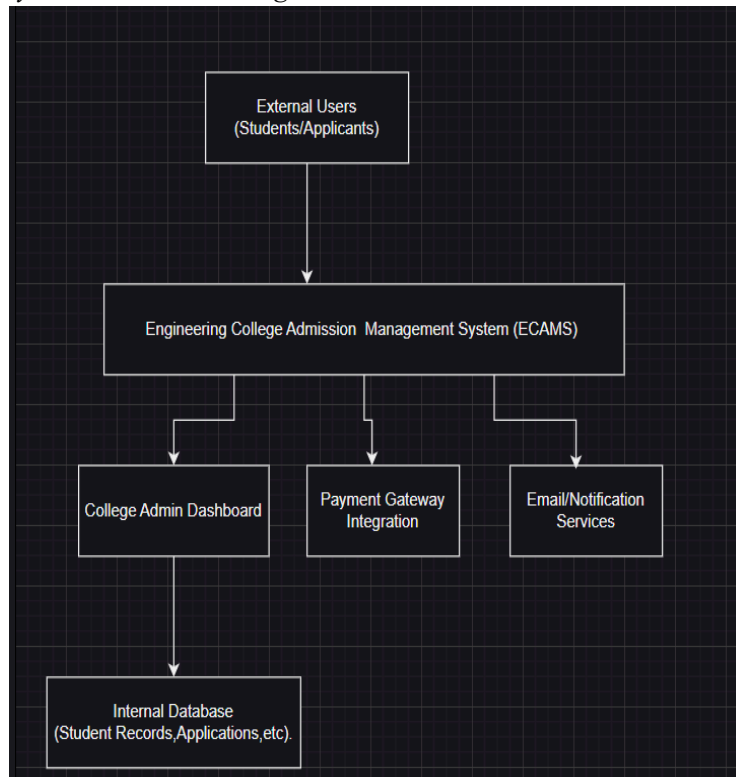 External Users
(Students/Applicants)
Engineering College Admission Management System (ECAMS)
College Admin Dashboard
Payment Gateway
Integration
Email/Notification
Services
Internal Database
(Student Records,Applications,etc).